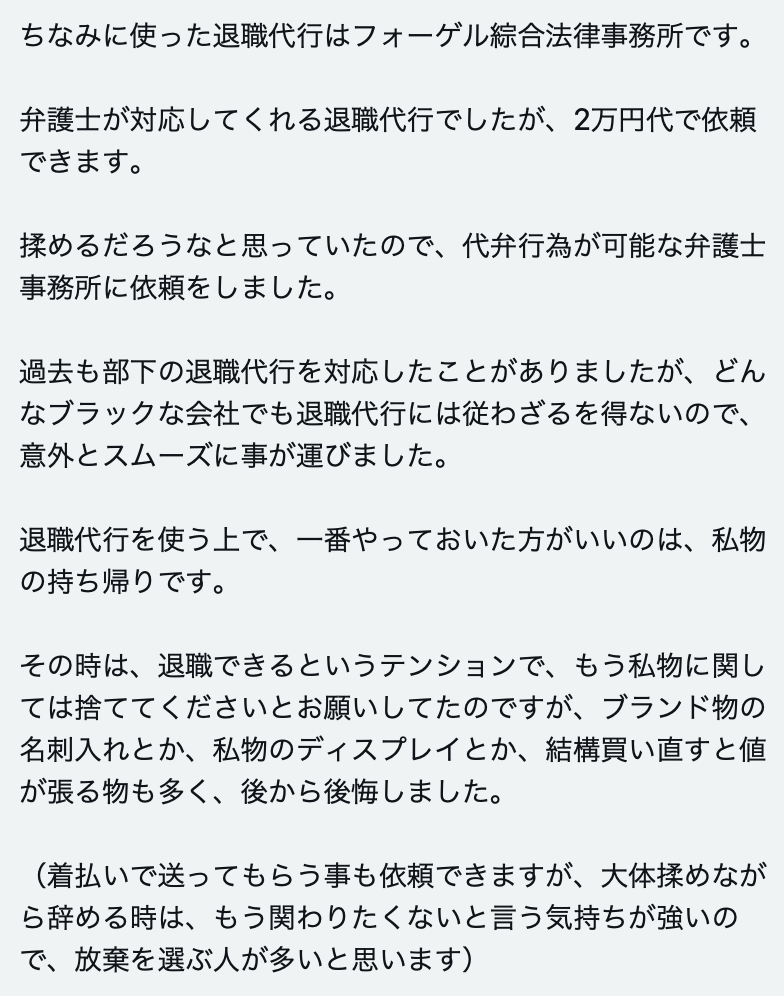 ちなみに使った退職代行はフォーゲル綜合法律事務所です。
弁護士が対応してくれる退職代行でしたが、2万円代で依頼
できます。
揉めるだろうなと思っていたので、代弁行為が可能な弁護士
事務所に依頼をしました。
過去も部下の退職代行を対応したことがありましたが、どん
なブラックな会社でも退職代行には従わざるを得ないので、
意外とスムーズに事が運びました。
退職代行を使う上で、一番やっておいた方がいいのは、私物
の持ち帰りです。
その時は、退職できるというテンションで、もう私物に関し
ては捨ててくださいとお願いしてたのですが、ブランド物の
名刺入れとか、私物のディスプレイとか、結構買い直すと値
が張る物も多く、後から後悔しました。
（着払いで送ってもらう事も依頼できますが、大体揉めなが
ら辞める時は、もう関わりたくないと言う気持ちが強いの
で、放棄を選ぶ人が多いと思います）